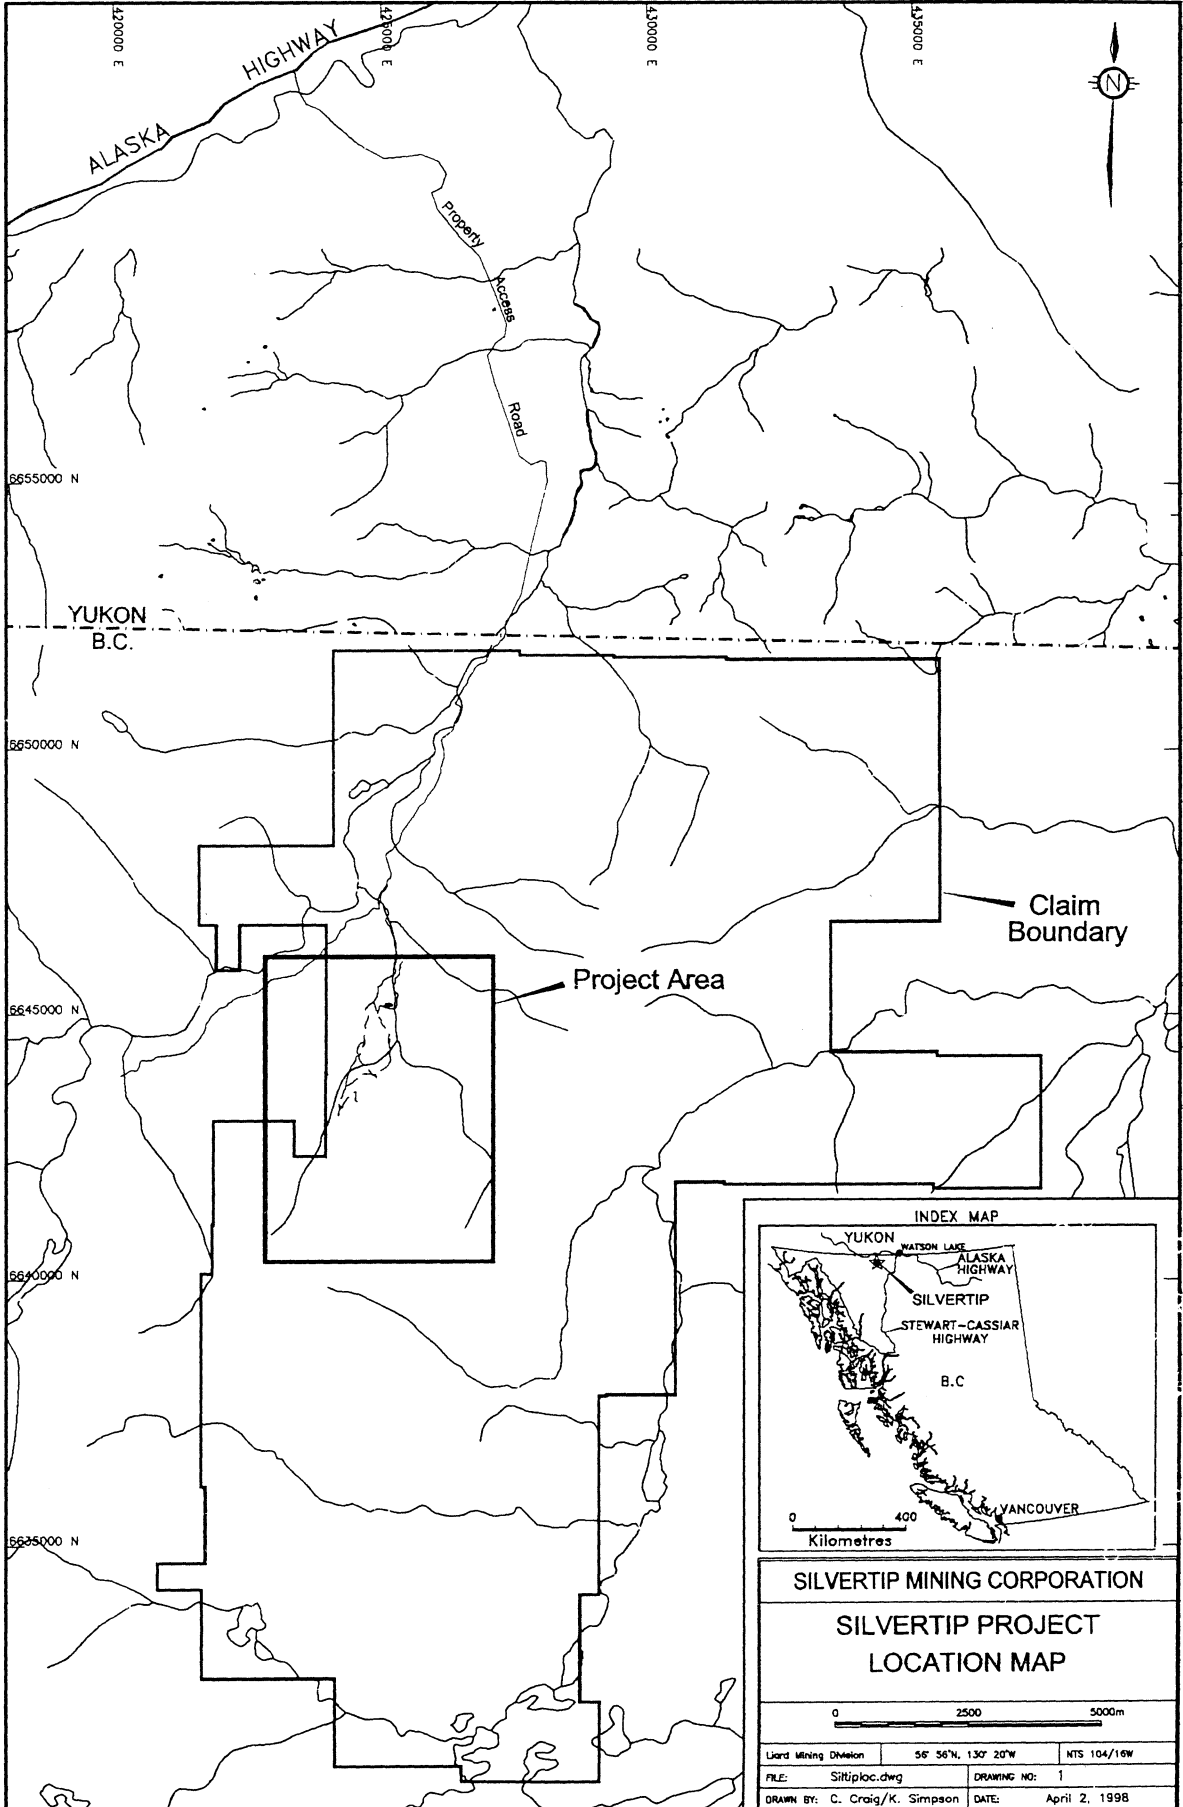 420000 E
425000 E
430000 E
435000 E
ALASKA HIGHWAY
N
Property Access Road
6655000 N
YUKON
B.C.
6650000 N
Claim
Boundary
Project Area
6645000 N
6640000 N
6635000 N
INDEX MAP
YUKON
WATSON LAKE
ALASKA
HIGHWAY
SILVERTIP
STEWART-CASSIAR
HIGHWAY
B.C
VANCOUVER
0 400
Kilometres
SILVERTIP MINING CORPORATION
SILVERTIP PROJECT
LOCATION MAP
0 2500 5000m
Liard Mining Division 56° 56'N, 130° 20'W NTS 104/16W
FILE: Siltiploc.dwg DRAWING NO: 1
DRAWN BY: C. Craig/K. Simpson DATE: April 2, 1998